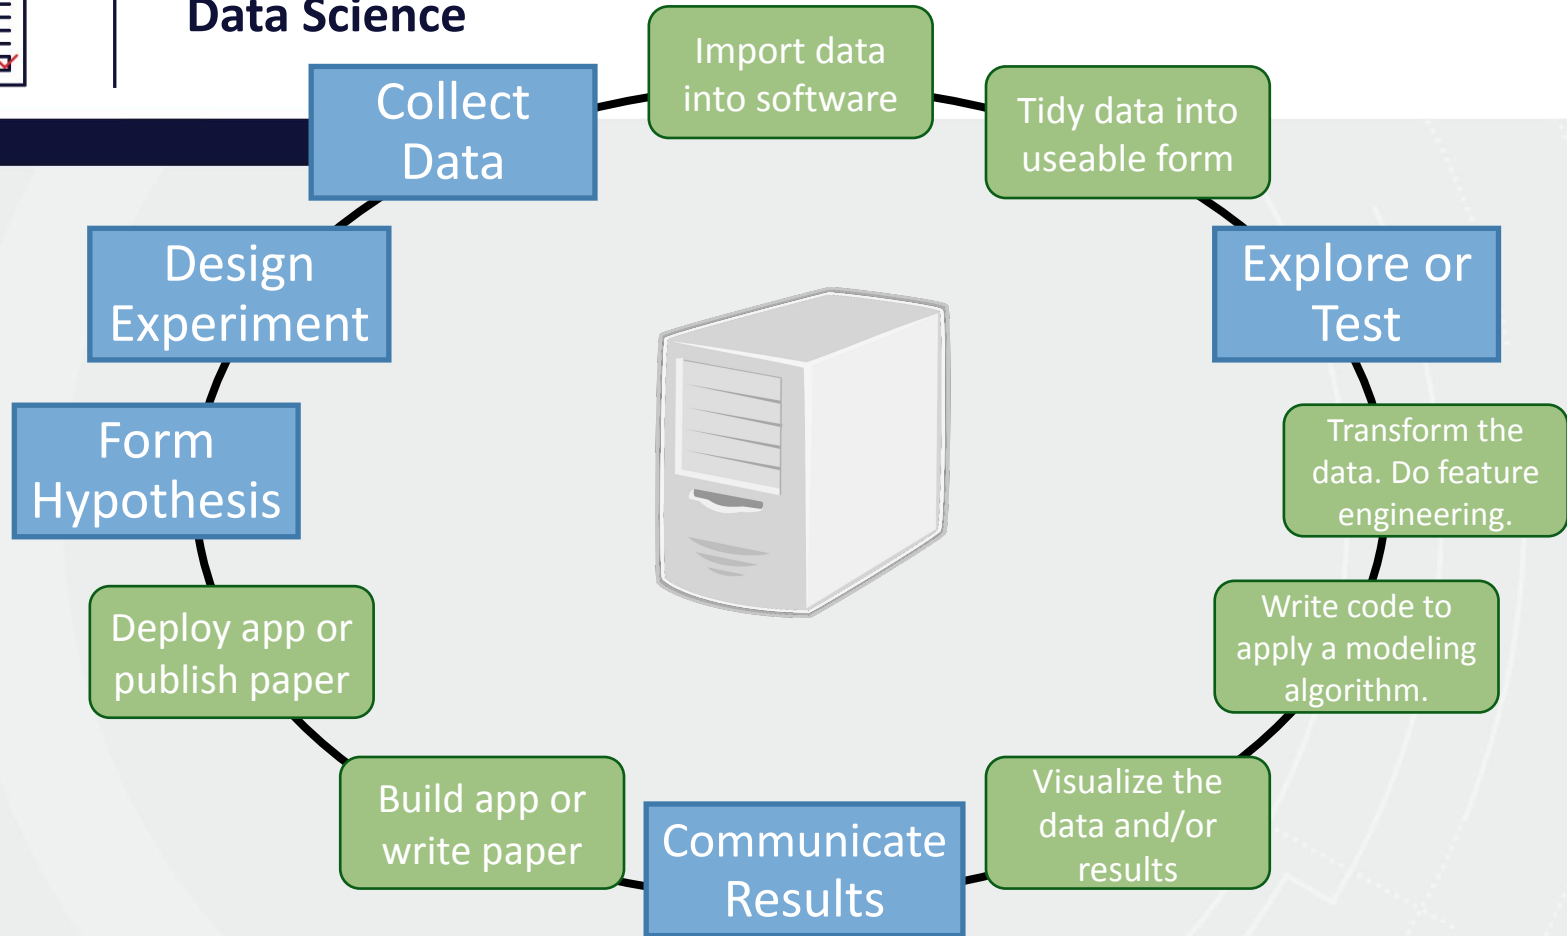 Data Science
Import data
into software
Collect
Data
Tidy data into
useable form
Design
Experiment
Explore or
Test
Form
Hypothesis
Transform the
data. Do feature
engineering.
Deploy app or
publish paper
Write code to
apply a modeling
algorithm.
Build app or
write paper
Communicate
Results
Visualize the
data and/or
results